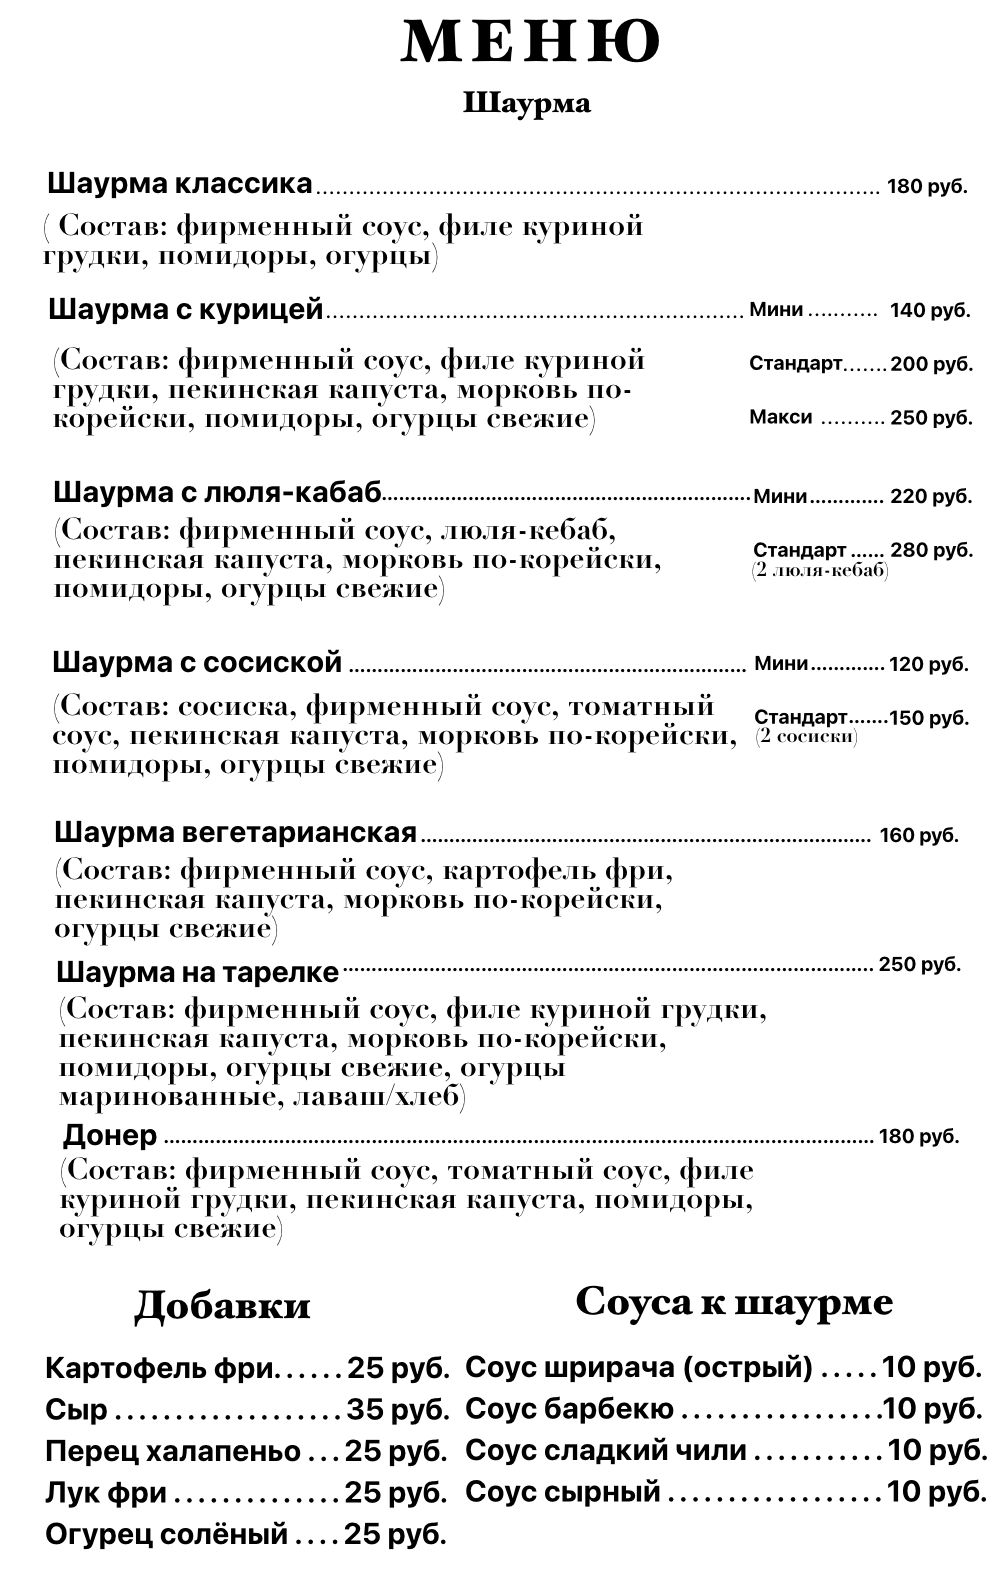 МЕНЮ
Шаурма
Шаурма классика.......................................................................................... 180 руб.
( Состав: фирменный соус, филе куриной
грудки, помидоры, огурцы)
Шаурма с курицей.................................................................. Мини ........... 140 руб.
(Состав: фирменный соус, филе куриной
грудки, пекинская капуста, морковь по-
корейски, помидоры, огурцы свежие)
Стандарт.......200 руб.
Макси .......... 250 руб.
Шаурма с люля-кабаб.................................................................Мини............. 220 руб.
(Состав: фирменный соус, люля-кебаб,
пекинская капуста, морковь по-корейски,
помидоры, огурцы свежие)
Стандарт ...... 280 руб.
(2 люля-кебаб)
Шаурма с сосиской ....................................................................... Мини............. 120 руб.
(Состав: сосиска, фирменный соус, томатный
соус, пекинская капуста, морковь по-корейски,
помидоры, огурцы свежие)
Стандарт.......150 руб.
(2 сосиски)
Шаурма вегетарианская................................................................................ 160 руб.
(Состав: фирменный соус, картофель фри,
пекинская капуста, морковь по-корейски,
огурцы свежие)
Шаурма на тарелке............................................................................................... 250 руб.
(Состав: фирменный соус, филе куриной грудки,
пекинская капуста, морковь по-корейски,
помидоры, огурцы свежие, огурцы
маринованные, лаваш/хлеб)
Донер ............................................................................................................................... 180 руб.
(Состав: фирменный соус, томатный соус, филе
куриной грудки, пекинская капуста, помидоры,
огурцы свежие)
Добавки
Картофель фри......25 руб.
Сыр ...................35 руб.
Перец халапеньо ...25 руб.
Лук фри ..............25 руб.
Огурец солёный ....25 руб.
Соуса к шаурме
Соус шрирача (острый) .....10 руб.
Соус барбекю .................10 руб.
Соус сладкий чили ...........10 руб.
Соус сырный ..................10 руб.